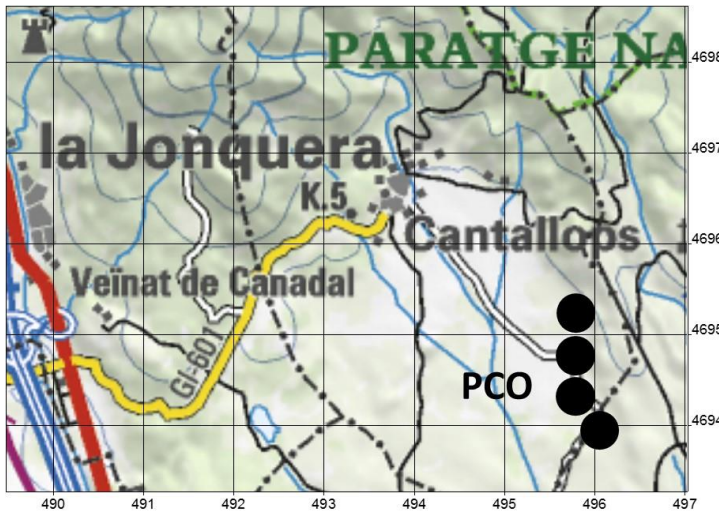 PARATGE NA
4698
la Jonquera
4697
K.5
Cantallops
4696
Veïnat de Canadal
4695
GI-601
PCO
4694
490 491 492 493 494 495 496 497